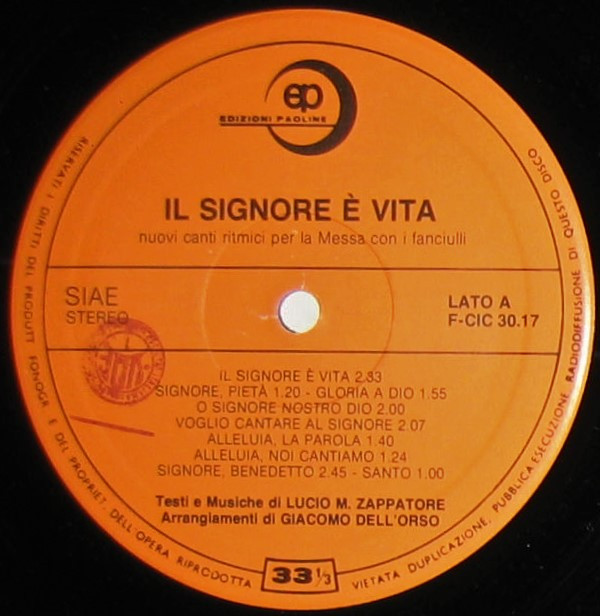 ep
EDIZIONI PAOLINE
IL SIGNORE È VITA
nuovi canti ritmici per la Messa con i fanciulli
SIAE
STEREO
LATO A
F-CIC 30.17
IL SIGNORE È VITA 2.33
SIGNORE, PIETÀ 1.20 - GLORIA A DIO 1.55
O SIGNORE NOSTRO DIO 2.00
VOGLIO CANTARE AL SIGNORE 2.07
ALLELUIA, LA PAROLA 1.40
ALLELUIA, NOI CANTIAMO 1.24
SIGNORE, BENEDETTO 2.45 - SANTO 1.00
Testi e Musiche di LUCIO M. ZAPPATORE
Arrangiamenti di GIACOMO DELL'ORSO
33 1/3
RISERVATI I DIRITTI DEL PRODUTT. FONOGR. E DEL PROPRIET. DELL'OPERA RIPRODOTTA
VIETATA DUPLICAZIONE, PUBBLICA ESECUZIONE RADIODIFFUSIONE DI QUESTO DISCO